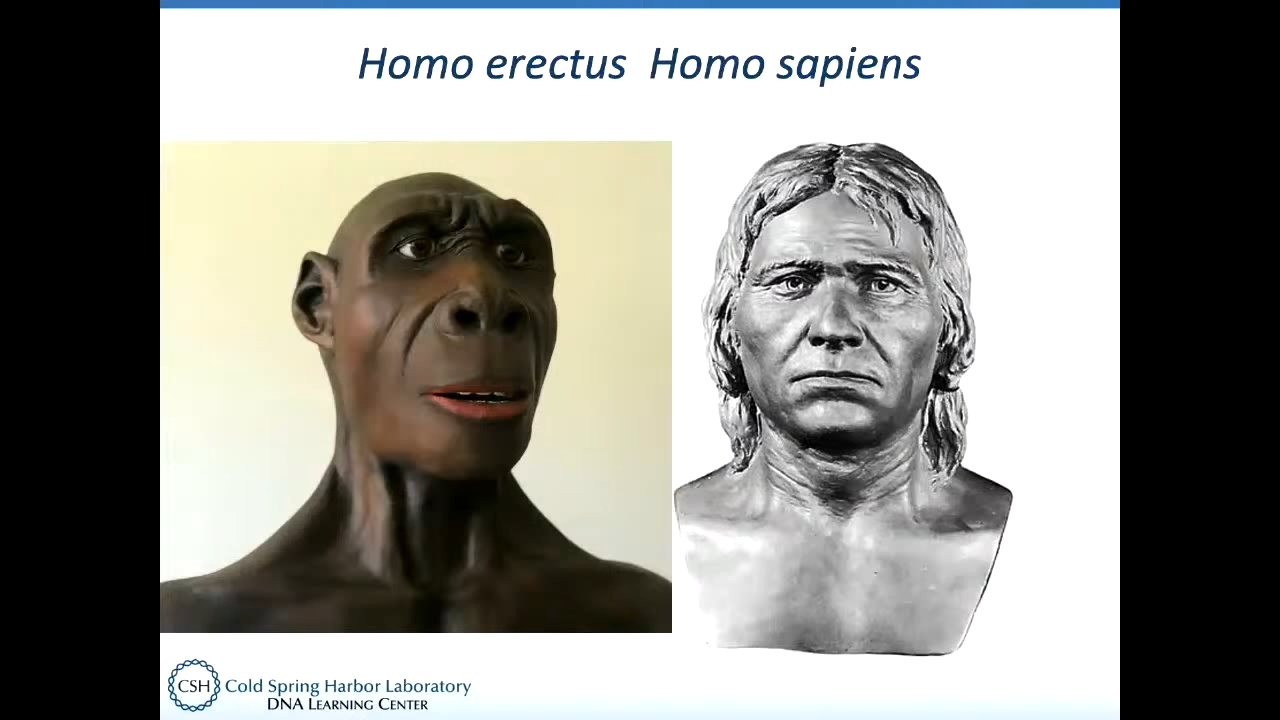 Homo erectus  Homo sapiens
CSH
Cold Spring Harbor Laboratory
DNA LEARNING CENTER